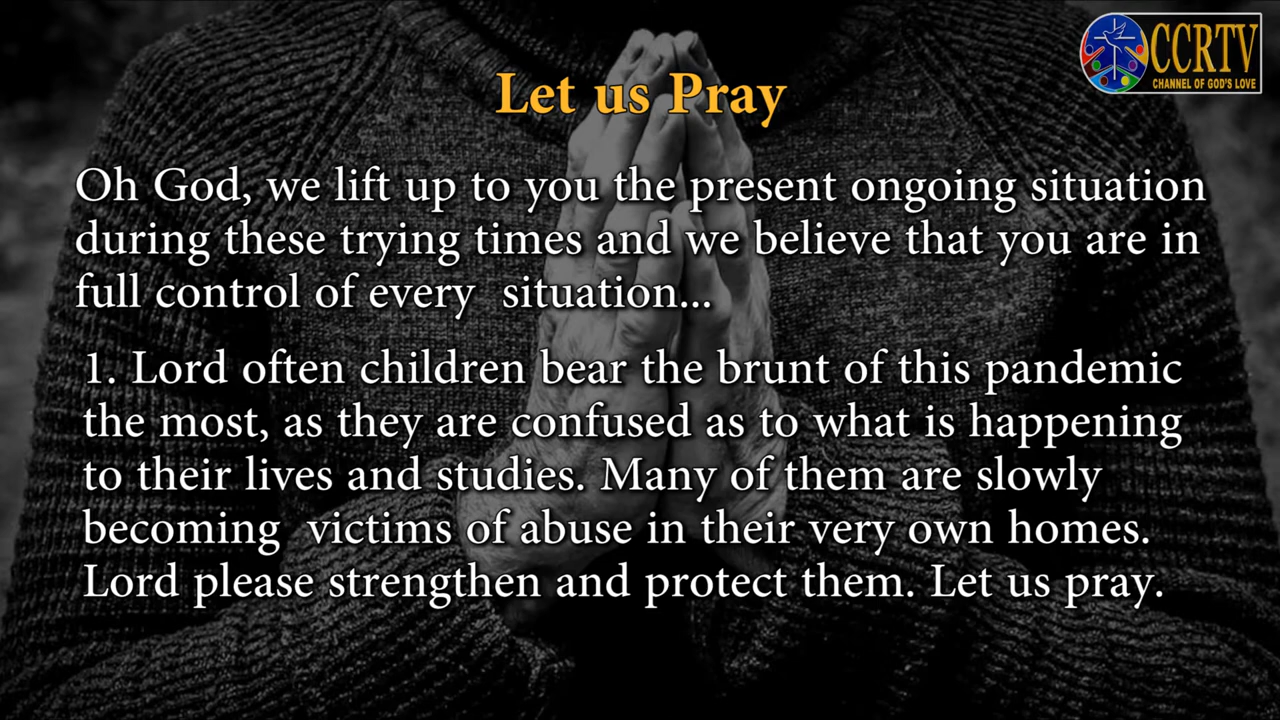 CCRTV
CHANNEL OF GOD'S LOVE
Let us Pray
Oh God, we lift up to you the present ongoing situation
during these trying times and we believe that you are in
full control of every  situation...
1. Lord often children bear the brunt of this pandemic
the most, as they are confused as to what is happening
to their lives and studies. Many of them are slowly
becoming  victims of abuse in their very own homes.
Lord please strengthen and protect them. Let us pray.